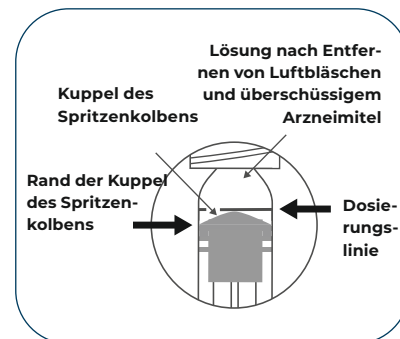 Lösung nach Entfer-
nen von Luftbläschen
und überschüssigem
Arzneimitel
Kuppel des
Spritzenkolbens
Rand der Kuppel
des Spritzen-
kolbens
Dosie-
rungs-
linie